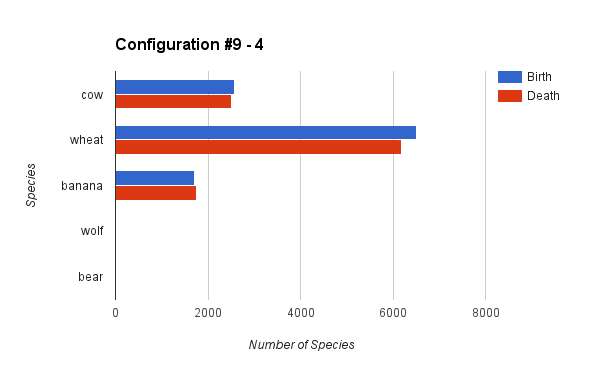 Configuration #9 - 4
Birth
Death
Species
cow
wheat
banana
wolf
bear
0 2000 4000 6000 8000
Number of Species